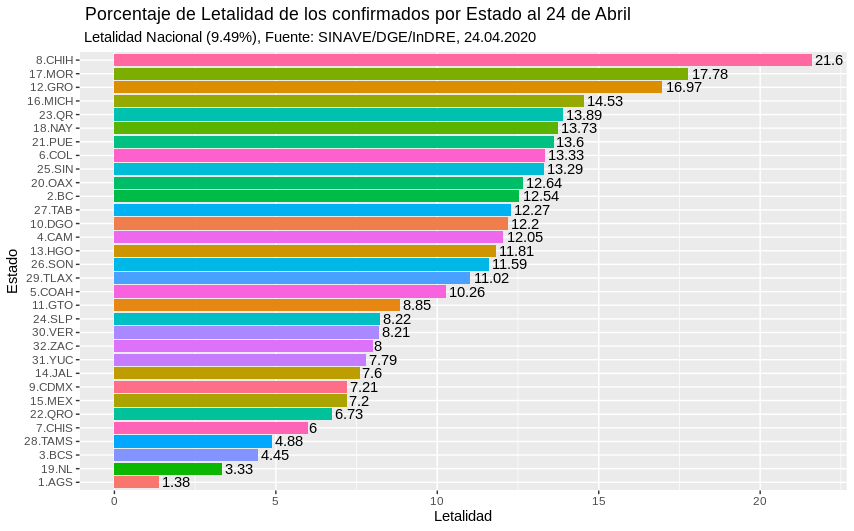 Porcentaje de Letalidad de los confirmados por Estado al 24 de Abril
Letalidad Nacional (9.49%), Fuente: SINAVE/DGE/InDRE, 24.04.2020
8.CHIH 21.6
17.MOR 17.78
12.GRO 16.97
16.MICH 14.53
23.QR 13.89
18.NAY 13.73
21.PUE 13.6
6.COL 13.33
25.SIN 13.29
20.OAX 12.64
2.BC 12.54
27.TAB 12.27
10.DGO 12.2
4.CAM 12.05
13.HGO 11.81
26.SON 11.59
29.TLAX 11.02
5.COAH 10.26
11.GTO 8.85
24.SLP 8.22
30.VER 8.21
32.ZAC 8
31.YUC 7.79
14.JAL 7.6
9.CDMX 7.21
15.MEX 7.2
22.QRO 6.73
7.CHIS 6
28.TAMS 4.88
3.BCS 4.45
19.NL 3.33
1.AGS 1.38
Estado
0 5 10 15 20
Letalidad